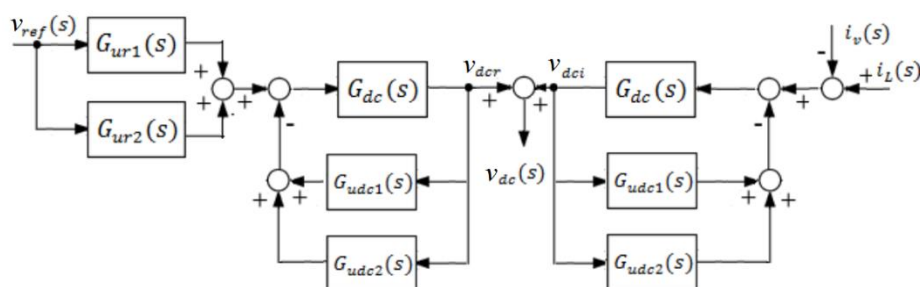 v_ref(s)
G_ur1(s)
G_ur2(s)
+
+
+
-
G_dc(s)
v_dcr
+
v_dc(s)
v_dci
+
G_dc(s)
+
-
i_v(s)
-
+ i_L(s)
G_udc1(s)
+
+
G_udc2(s)
G_udc1(s)
+
+
G_udc2(s)